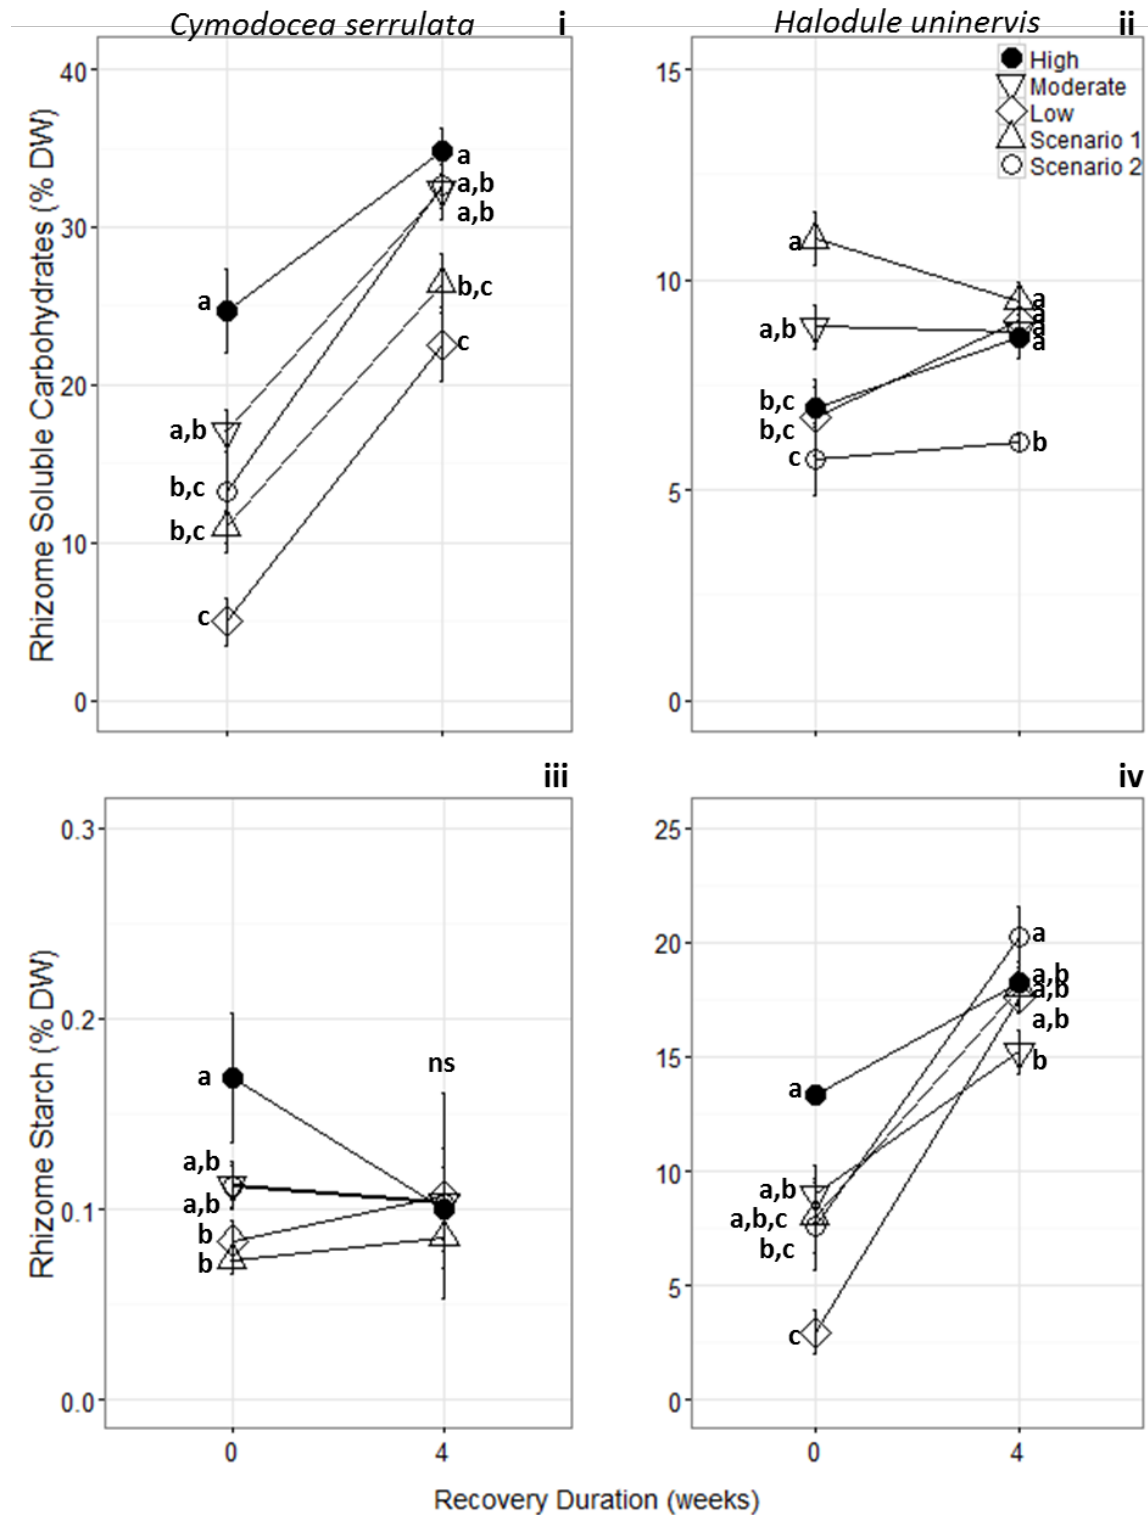 Cymodocea serrulata
i
Halodule uninervis
ii
High
Moderate
Low
Scenario 1
Scenario 2
Rhizome Soluble Carbohydrates (% DW)
40
30
20
10
0
a
a,b
b,c
b,c
c
a
a,b
a,b
b,c
c
15
10
5
0
a
a,b
b,c
b,c
c
a
a
a
a
b
iii
iv
Rhizome Starch (% DW)
0.3
0.2
0.1
0.0
a
a,b
a,b
b
b
ns
0
4
25
20
15
10
5
0
a
a,b
a,b,c
b,c
c
a
a,b
a,b
a,b
b
0
4
Recovery Duration (weeks)